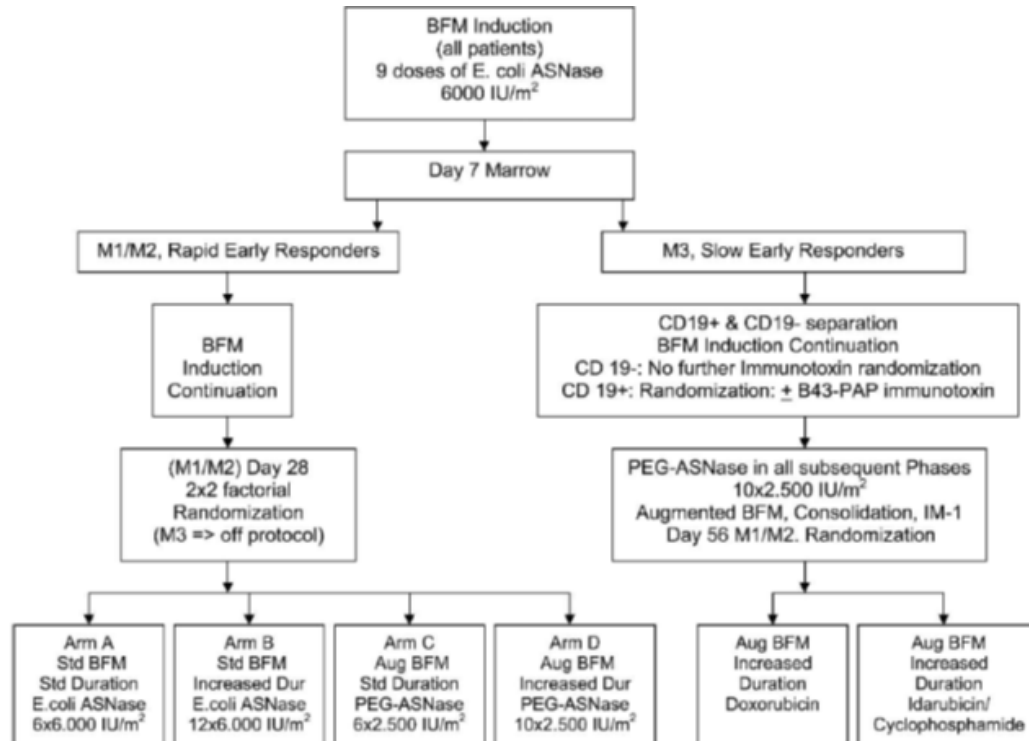 BFM Induction
(all patients)
9 doses of E. coli ASNase
6000 IU/m²
Day 7 Marrow
M1/M2, Rapid Early Responders
M3, Slow Early Responders
BFM
Induction
Continuation
CD19+ & CD19- separation
BFM Induction Continuation
CD 19-: No further Immunotoxin randomization
CD 19+: Randomization: ± B43-PAP immunotoxin
(M1/M2) Day 28
2x2 factorial
Randomization
(M3 => off protocol)
PEG-ASNase in all subsequent Phases
10x2.500 IU/m²
Augmented BFM, Consolidation, IM-1
Day 56 M1/M2. Randomization
Arm A
Std BFM
Std Duration
E.coli ASNase
6x6.000 IU/m²
Arm B
Std BFM
Increased Dur
E.coli ASNase
12x6.000 IU/m²
Arm C
Aug BFM
Std Duration
PEG-ASNase
6x2.500 IU/m²
Arm D
Aug BFM
Increased Dur
PEG-ASNase
10x2.500 IU/m²
Aug BFM
Increased
Duration
Doxorubicin
Aug BFM
Increased
Duration
Idarubicin/
Cyclophosphamide